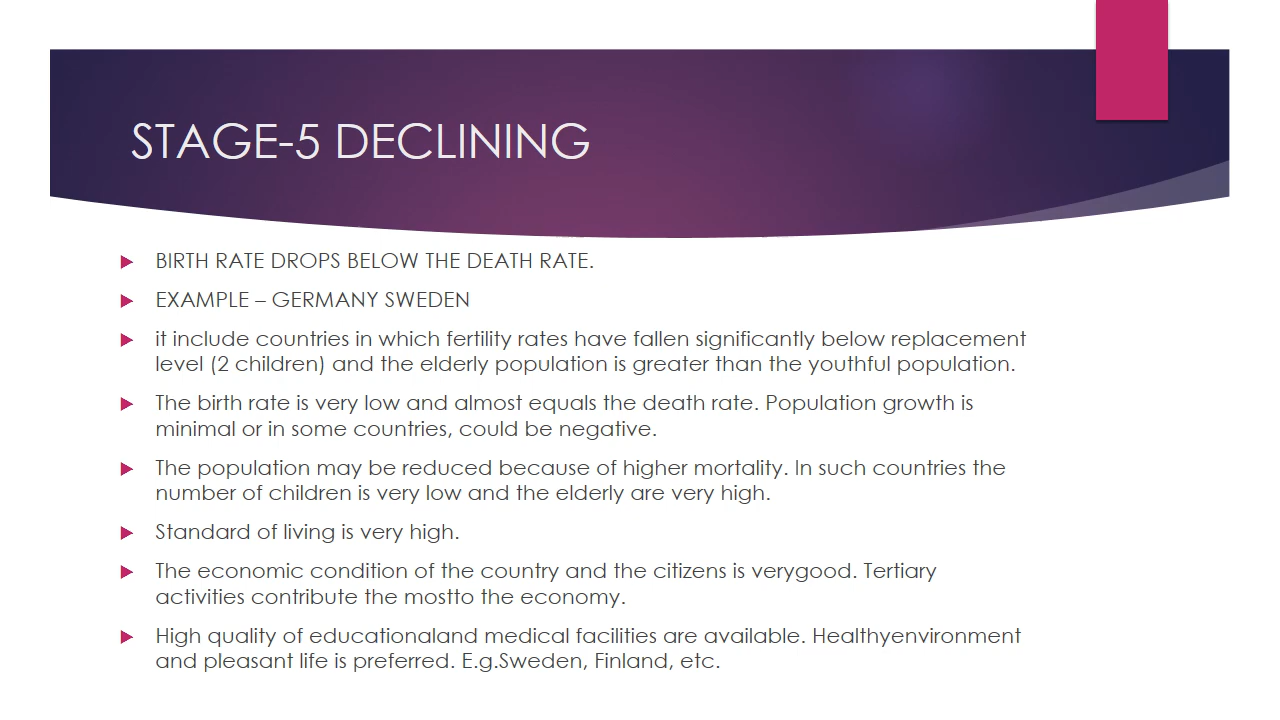 STAGE-5 DECLINING
BIRTH RATE DROPS BELOW THE DEATH RATE.
EXAMPLE – GERMANY SWEDEN
it include countries in which fertility rates have fallen significantly below replacement
level (2 children) and the elderly population is greater than the youthful population.
The birth rate is very low and almost equals the death rate. Population growth is
minimal or in some countries, could be negative.
The population may be reduced because of higher mortality. In such countries the
number of children is very low and the elderly are very high.
Standard of living is very high.
The economic condition of the country and the citizens is verygood. Tertiary
activities contribute the mostto the economy.
High quality of educationaland medical facilities are available. Healthyenvironment
and pleasant life is preferred. E.g.Sweden, Finland, etc.